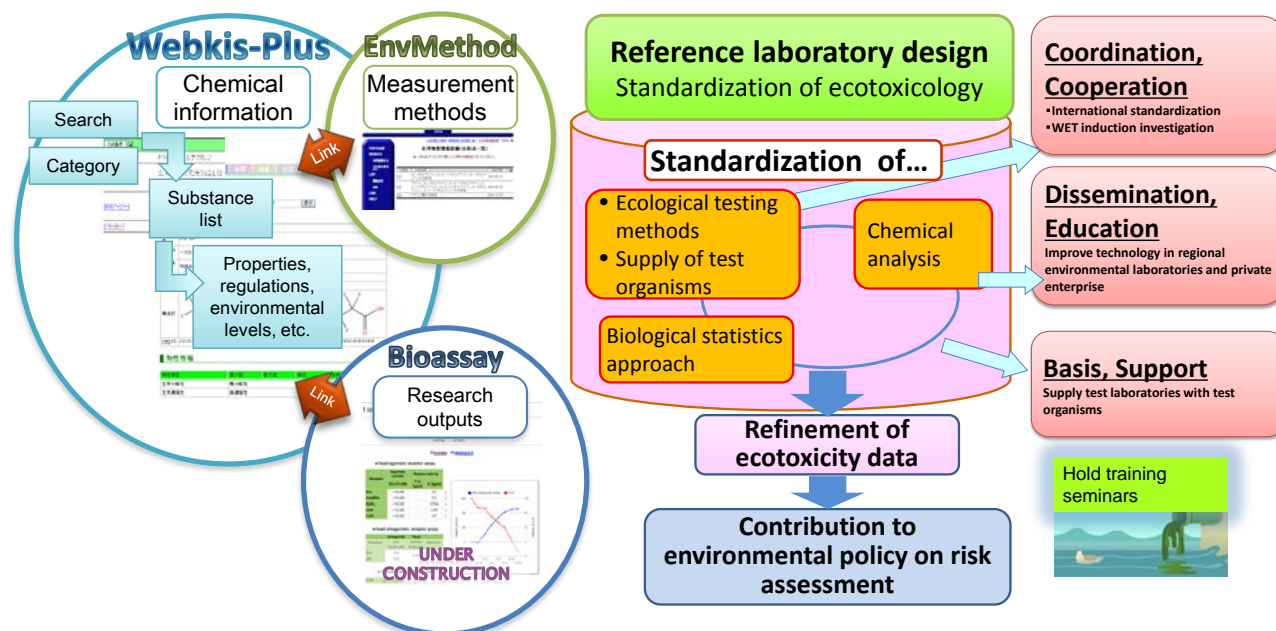 Webkis-Plus
Chemical
information
Search
Category
Substance
list
Properties,
regulations,
environmental
levels, etc.
Link
EnvMethod
Measurement
methods
Link
Bioassay
Research
outputs
UNDER
CONSTRUCTION
Reference laboratory design
Standardization of ecotoxicology
Standardization of...
• Ecological testing
methods
• Supply of test
organisms
Chemical
analysis
Biological statistics
approach
Refinement of
ecotoxicity data
Contribution to
environmental policy on risk
assessment
Coordination,
Cooperation
▪International standardization
▪WET induction investigation
Dissemination,
Education
Improve technology in regional
environmental laboratories and private
enterprise
Basis, Support
Supply test laboratories with test
organisms
Hold training
seminars